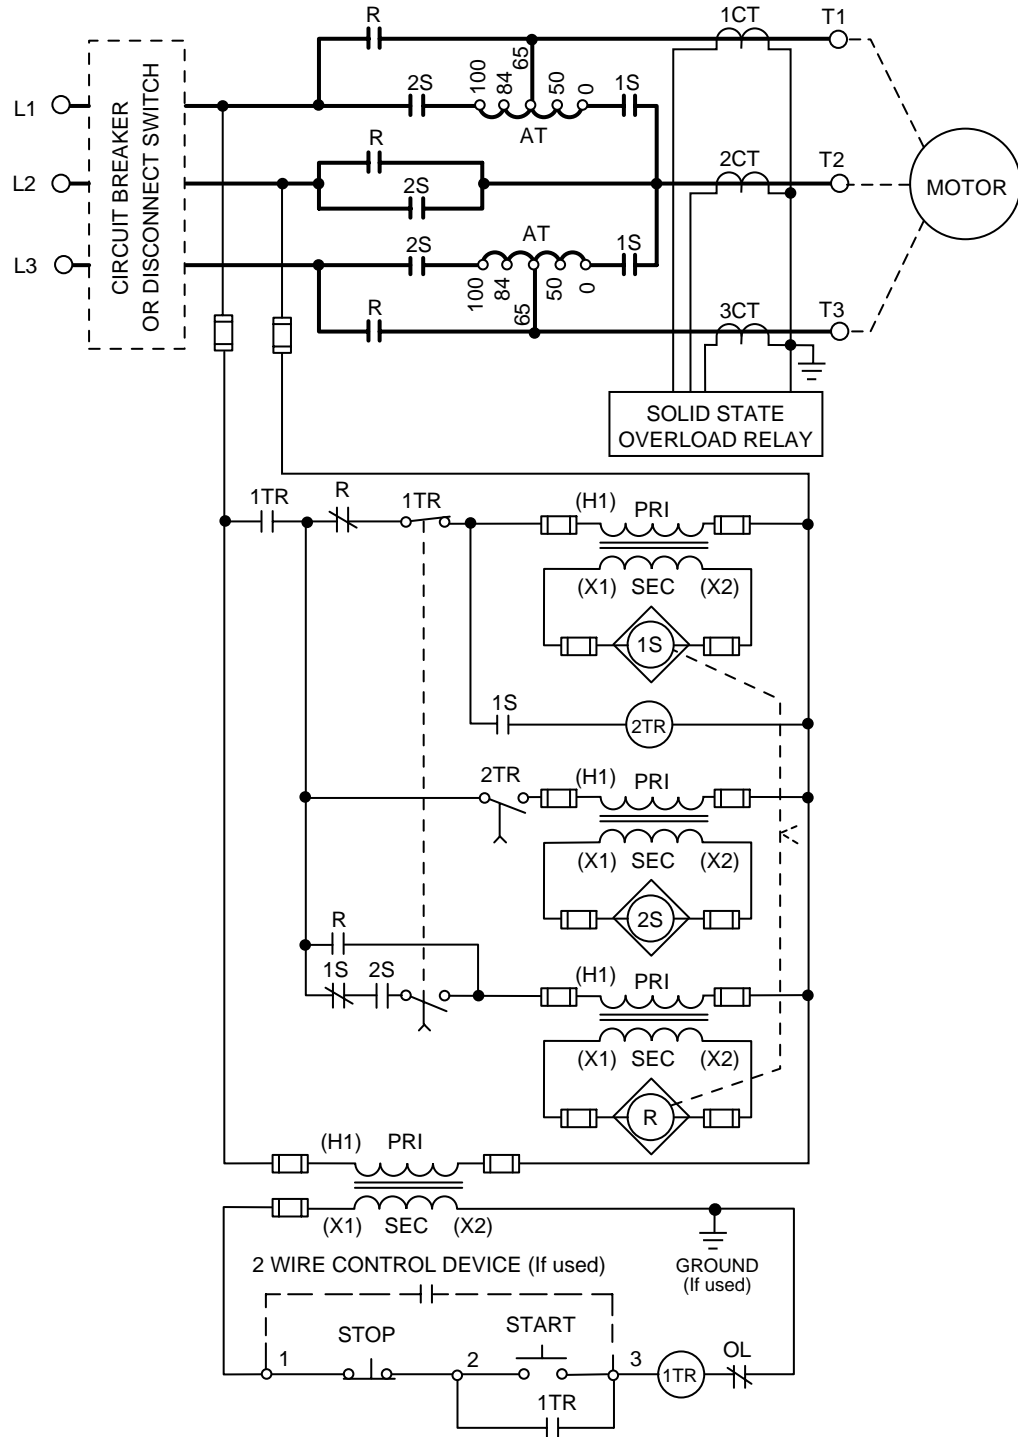 R
1CT
T1
100
84
65
50
0
2S
1S
L1
AT
CIRCUIT BREAKER
OR DISCONNECT SWITCH
R
2CT
T2
L2
2S
MOTOR
AT
2S
1S
L3
100
84
65
50
0
R
3CT
T3
SOLID STATE
OVERLOAD RELAY
1TR
R
1TR
(H1)
PRI
(X1)
SEC
(X2)
1S
1S
2TR
2TR
(H1)
PRI
(X1)
SEC
(X2)
2S
R
1S
2S
(H1)
PRI
(X1)
SEC
(X2)
R
(H1)
PRI
(X1)
SEC
(X2)
GROUND
(If used)
2 WIRE CONTROL DEVICE (If used)
STOP
START
1
2
3
1TR
OL
1TR